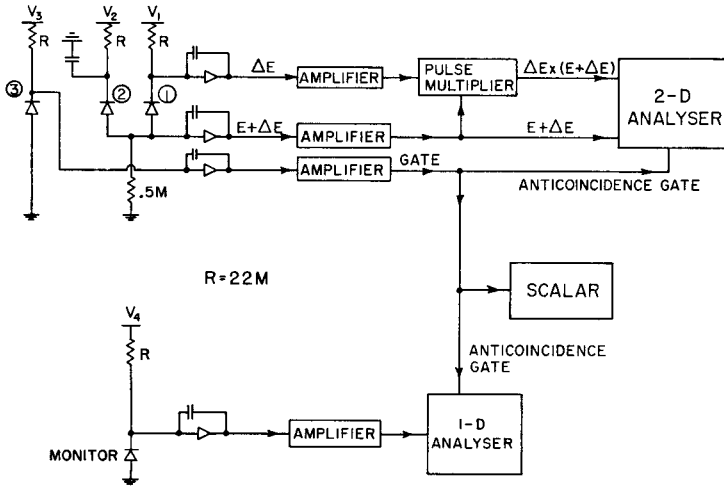 V3 V2 V1
R R R
ΔE AMPLIFIER PULSE MULTIPLIER ΔEx(E+ΔE)
③ ② ①
2-D ANALYSER
E+ΔE AMPLIFIER E+ΔE
AMPLIFIER GATE
.5M
ANTICOINCIDENCE GATE
R=22M
SCALAR
V4
R
ANTICOINCIDENCE GATE
MONITOR
AMPLIFIER
1-D ANALYSER